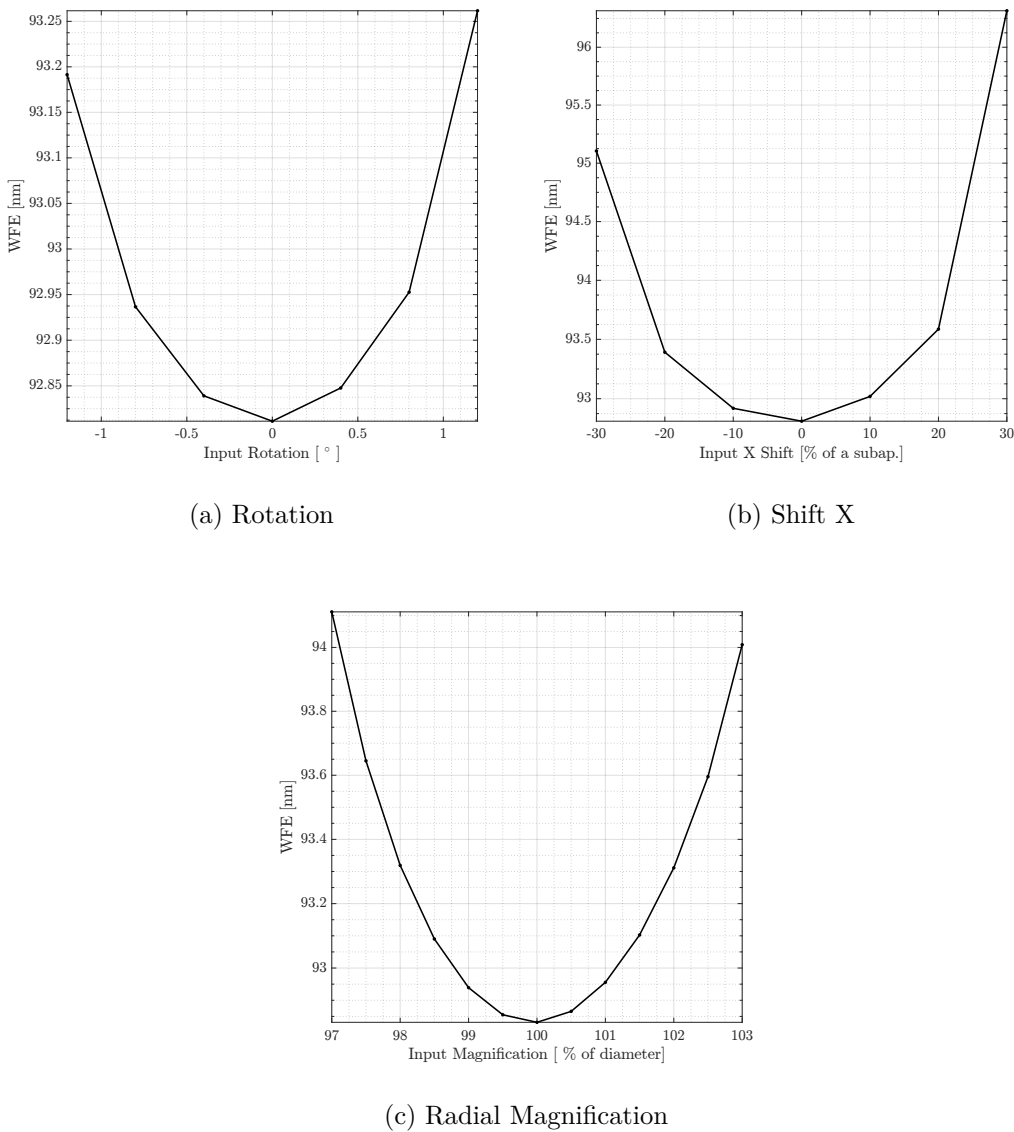 93.25
93.2
93.15
93.1
93.05
93
92.95
92.9
92.85
WFE [nm]
-1 -0.5 0 0.5 1
Input Rotation [ ° ]
(a) Rotation
96
95.5
95
94.5
94
93.5
93
WFE [nm]
-30 -20 -10 0 10 20 30
Input X Shift [% of a subap.]
(b) Shift X
94
93.8
93.6
93.4
93.2
93
WFE [nm]
97 98 99 100 101 102 103
Input Magnification [ % of diameter]
(c) Radial Magnification